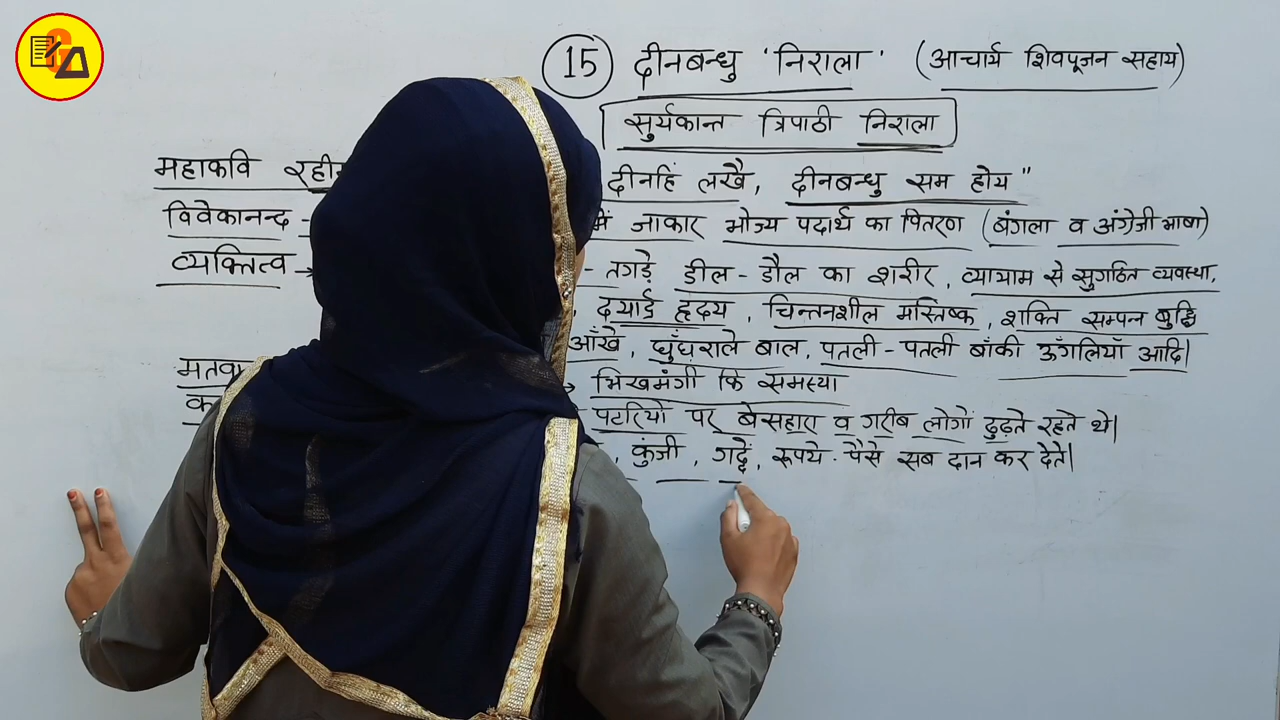 15 दीनबन्धु 'निराला' (आचार्य शिवपूजन सहाय)
सुर्यकान्त त्रिपाठी निराला
महाकवि दीनहिं लखै, दीनबन्धु सम होय"
विवेकानन्द - में जाकार भोज्य पदार्थ का वितरण (बंगला व अंग्रेजी भाषा)
व्यक्तित्व → - तगड़े डील - डौल का शरीर, व्यायाम से सुगठित व्यवस्था,
, दयार्द्र हृदय, चिन्तनशील मस्तिष्क, शक्ति सम्पन बुद्धि
आँखे, घुँघराले बाल, पतली - पतली बाँकी ऊँगलियाँ आदि।
→ भिखमंगी कि समस्या
पटरियों पर बेसहारा व गरीब लोगों ढुढ़ते रहते थे।
, कुंजी, गद्दे, रूपये - पैसे सब दान कर देते।